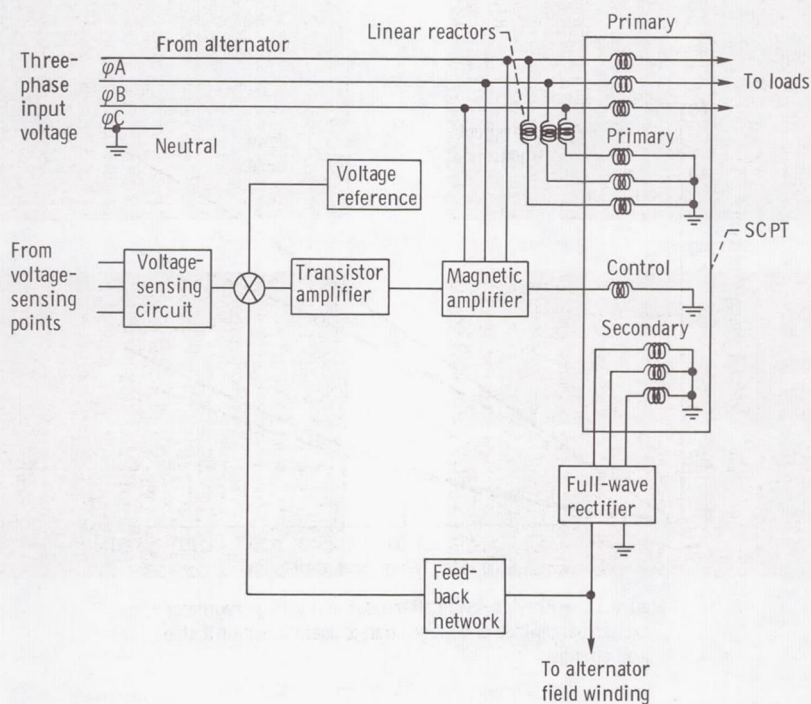 Primary
Linear reactors
From alternator
Three-
phase
input
voltage
φA
φB
φC
To loads
Neutral
Primary
Voltage
reference
SCPT
From
voltage-
sensing
points
Voltage-
sensing
circuit
Transistor
amplifier
Magnetic
amplifier
Control
Secondary
Full-wave
rectifier
Feed-
back
network
To alternator
field winding